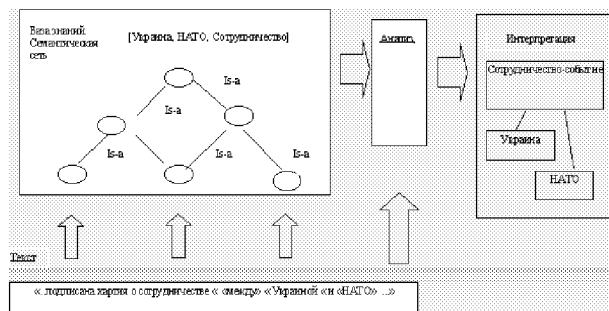 База знаний
Семантическая
сеть
[Украина, НАТО, Сотрудничество]
Is-a
Is-a
Is-a
Is-a
Is-a
Анализ.
Интерпретация
Сотрудничество-событие
Украина
НАТО
Текст
«..подписана хартия о сотрудничестве « «между» «Украиной «и «НАТО» ...»